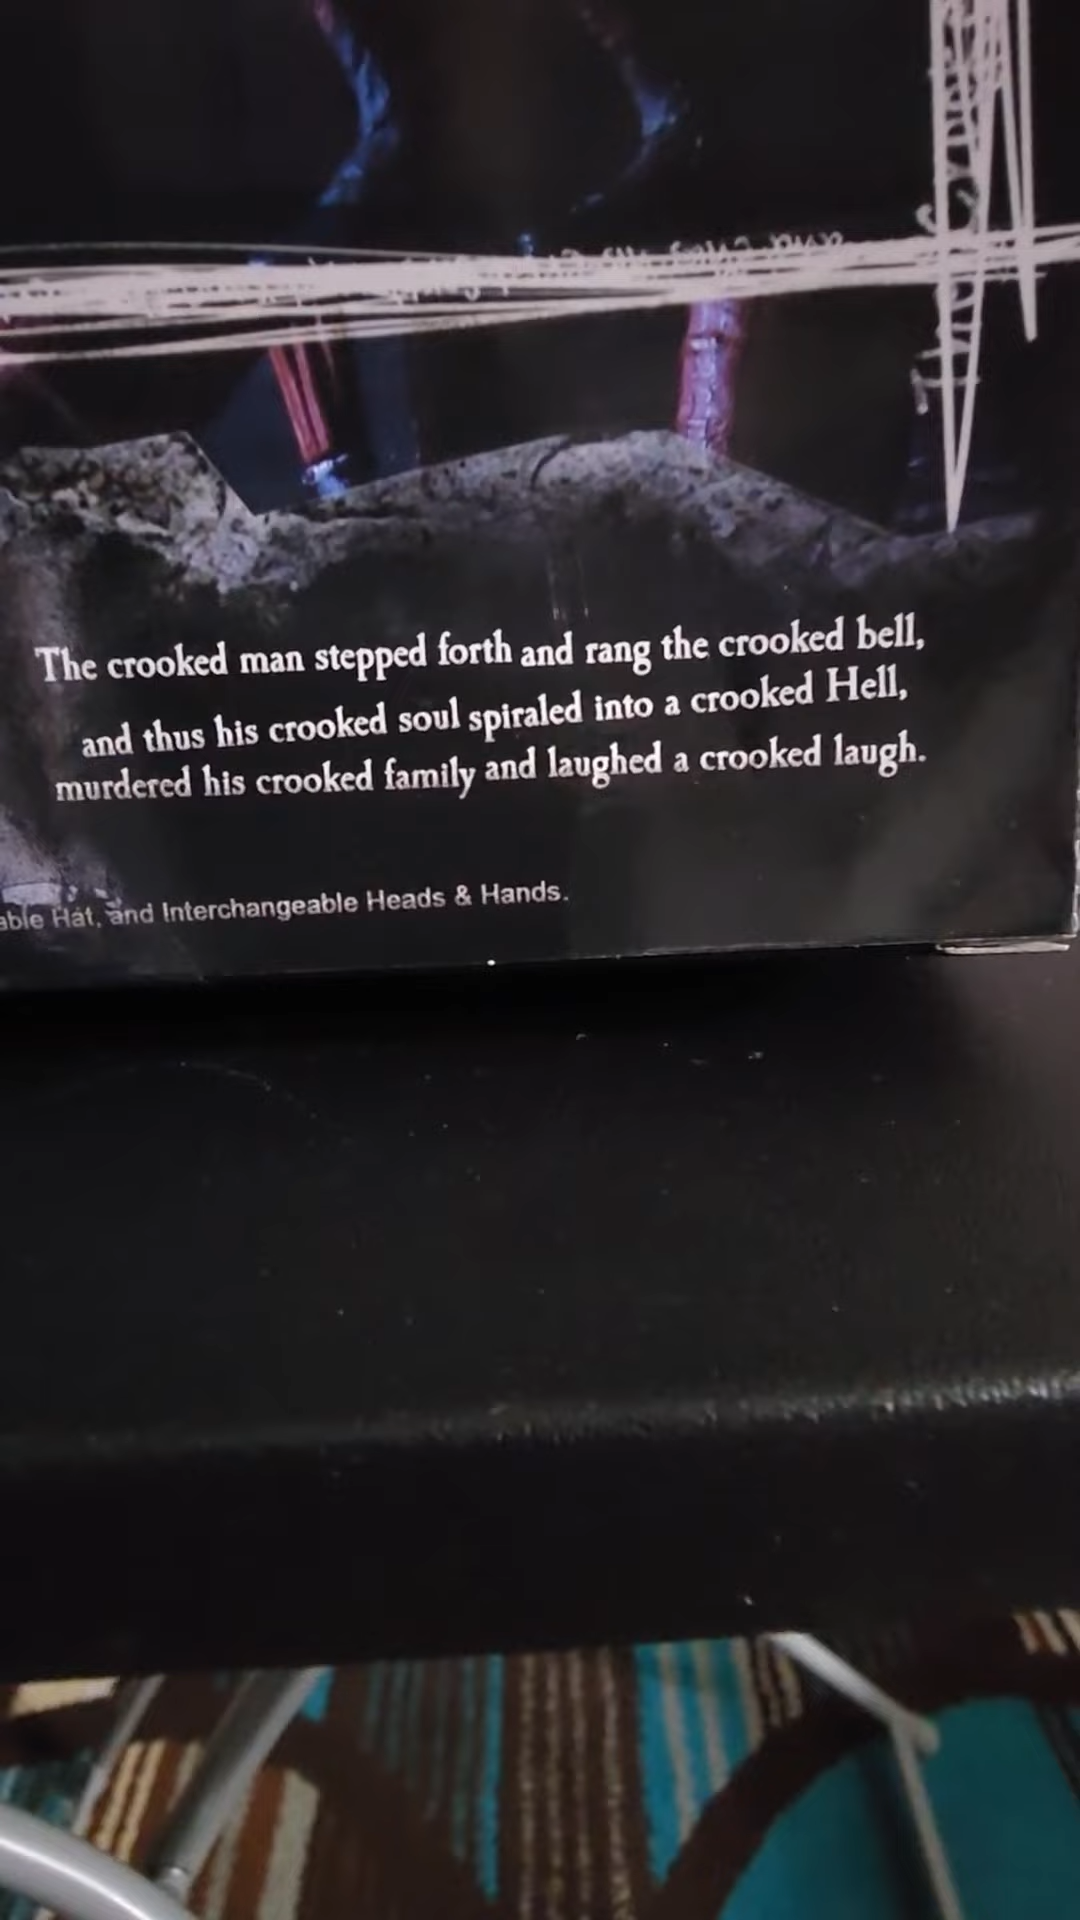 The crooked man stepped forth and rang the crooked bell,
and thus his crooked soul spiraled into a crooked Hell,
murdered his crooked family and laughed a crooked laugh.
Hat, and Interchangeable Heads & Hands.